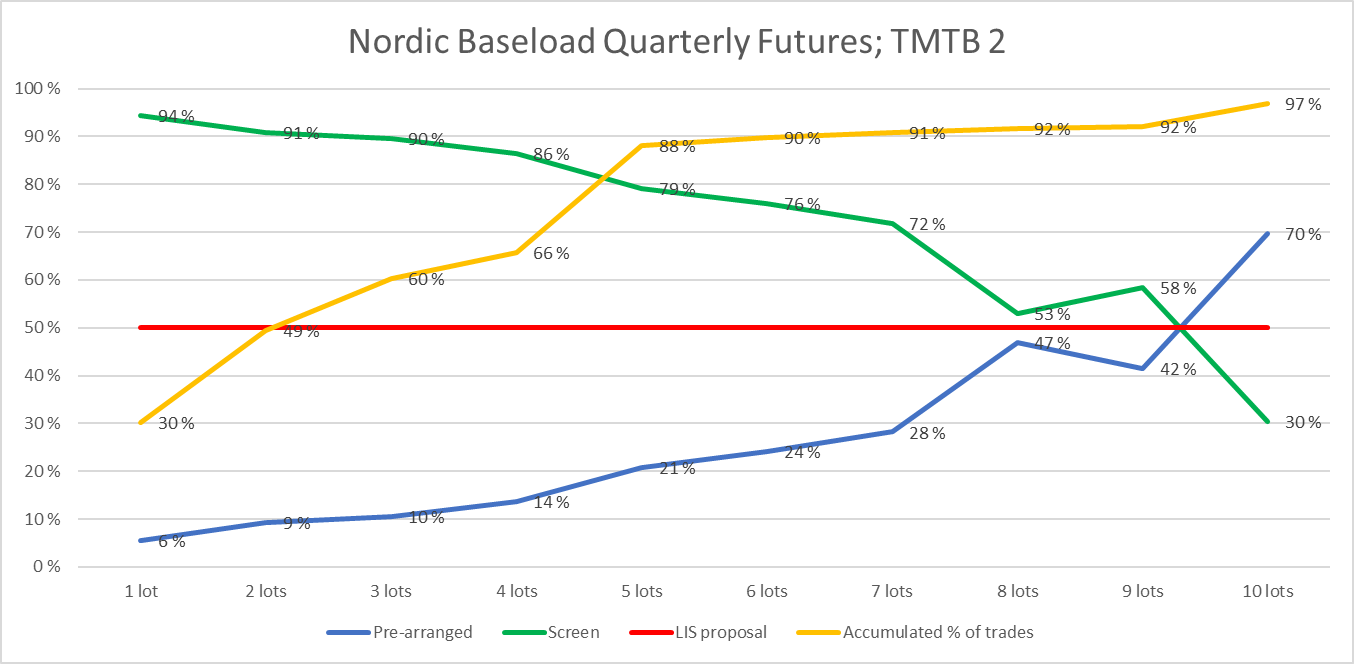 Nordic Baseload Quarterly Futures; TMTB 2
100 %
90 %
80 %
70 %
60 %
50 %
40 %
30 %
20 %
10 %
0 %
94 %
91 %
90 %
86 %
79 %
76 %
72 %
53 %
58 %
30 %
30 %
49 %
60 %
66 %
88 %
90 %
91 %
92 %
92 %
97 %
6 %
9 %
10 %
14 %
21 %
24 %
28 %
47 %
42 %
70 %
1 lot
2 lots
3 lots
4 lots
5 lots
6 lots
7 lots
8 lots
9 lots
10 lots
Pre-arranged
Screen
LIS proposal
Accumulated % of trades